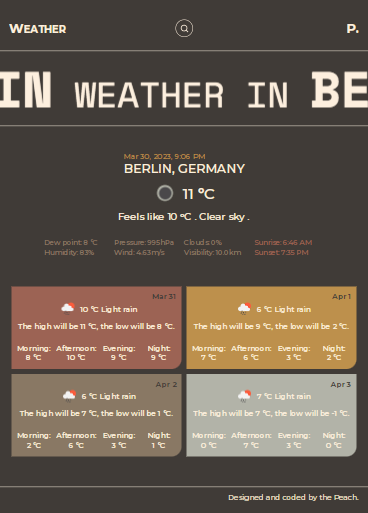 WEATHER
P.
IN WEATHER IN BE
Mar 30, 2023, 9:06 PM
BERLIN, GERMANY
11 °C
Feels like 10 °C . Clear sky .
Dew point: 8 °C Pressure: 995hPa Clouds: 0% Sunrise: 6:46 AM
Humidity: 83% Wind: 4.63m/s Visibility: 10.0km Sunset: 7:35 PM
Mar 31
10 °C Light rain
The high will be 11 °C, the low will be 8 °C.
Morning: Afternoon: Evening: Night:
8 °C 10 °C 9 °C 9 °C
Apr 1
6 °C Light rain
The high will be 9 °C, the low will be 2 °C.
Morning: Afternoon: Evening: Night:
7 °C 6 °C 3 °C 2 °C
Apr 2
6 °C Light rain
The high will be 7 °C, the low will be 1 °C.
Morning: Afternoon: Evening: Night:
2 °C 6 °C 3 °C 1 °C
Apr 3
7 °C Light rain
The high will be 7 °C, the low will be -1 °C.
Morning: Afternoon: Evening: Night:
0 °C 7 °C 3 °C 0 °C
Designed and coded by the Peach.